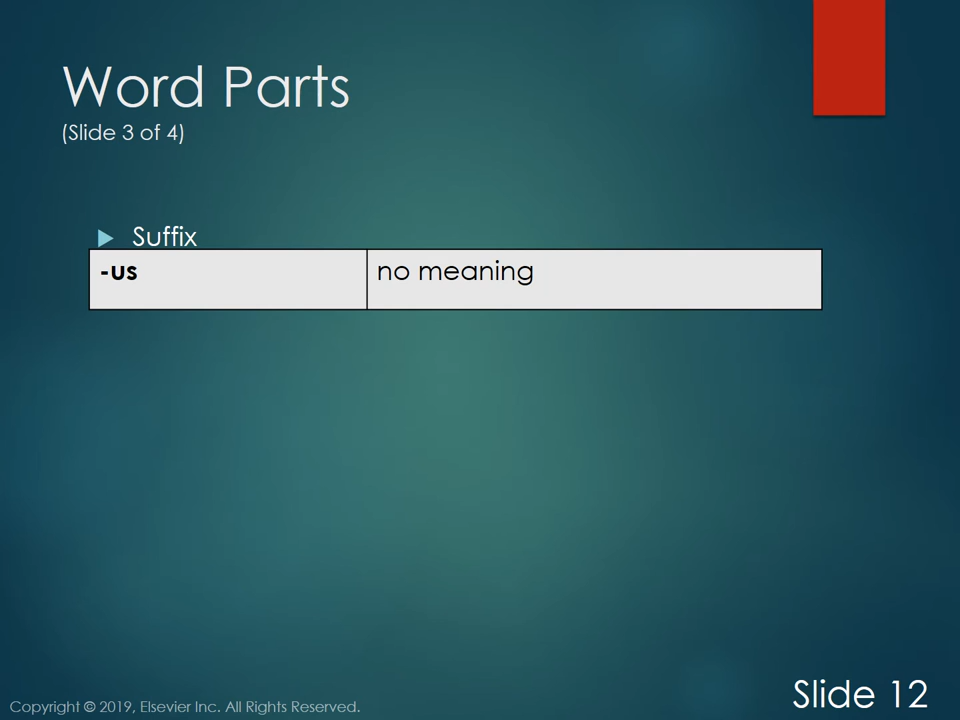 Word Parts
(Slide 3 of 4)
Suffix
-us no meaning
Copyright © 2019, Elsevier Inc. All Rights Reserved.
Slide 12